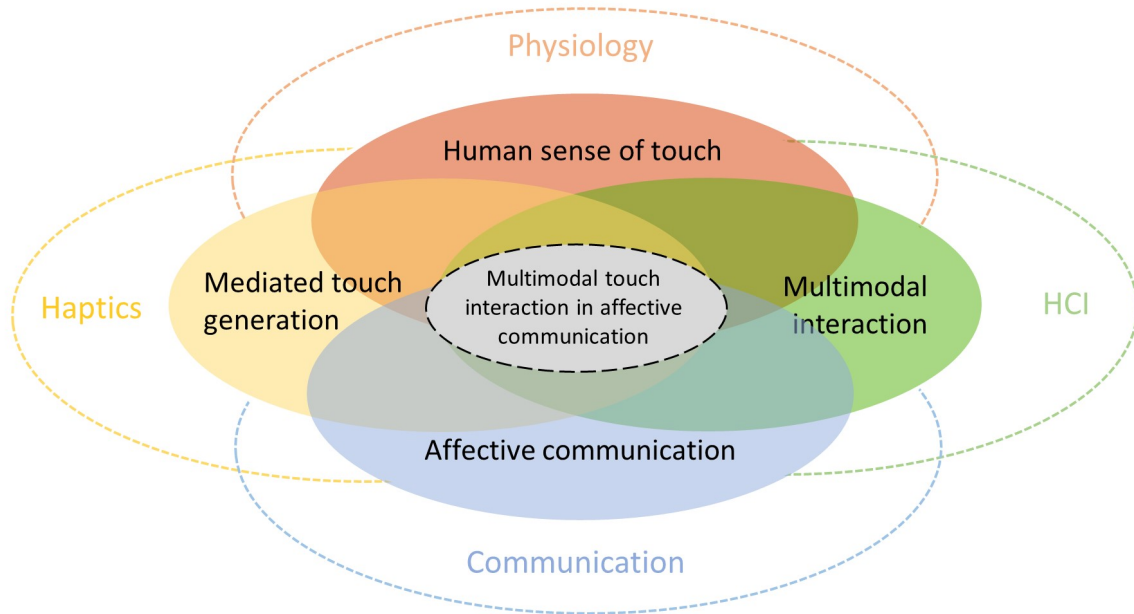 Physiology
Human sense of touch
Haptics
Mediated touch
generation
Multimodal touch
interaction in affective
communication
Multimodal
interaction
HCI
Affective communication
Communication